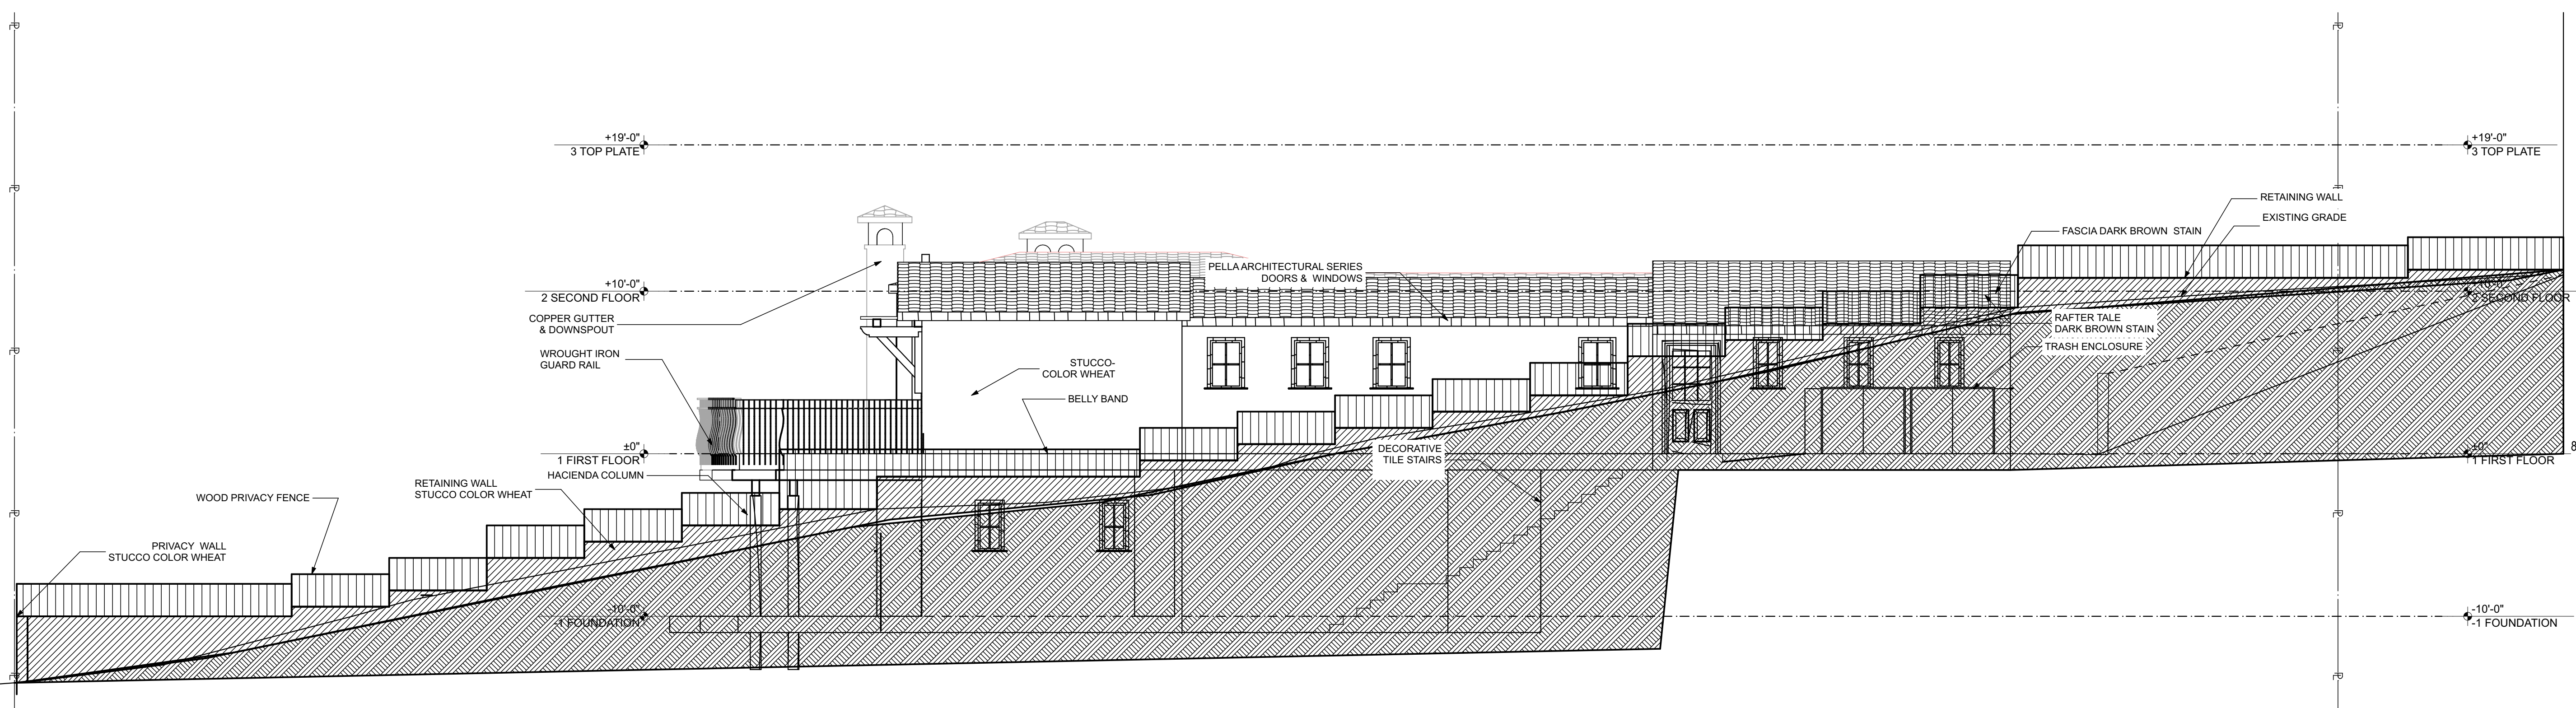 +19'-0"
3 TOP PLATE
+10'-0"
2 SECOND FLOOR
COPPER GUTTER
& DOWNSPOUT
WROUGHT IRON
GUARD RAIL
±0"
1 FIRST FLOOR
HACIENDA COLUMN
RETAINING WALL
STUCCO COLOR WHEAT
WOOD PRIVACY FENCE
PRIVACY WALL
STUCCO COLOR WHEAT
-10'-0"
-1 FOUNDATION
PELLA ARCHITECTURAL SERIES
DOORS & WINDOWS
STUCCO-
COLOR WHEAT
BELLY BAND
DECORATIVE
TILE STAIRS
+19'-0"
3 TOP PLATE
RETAINING WALL
EXISTING GRADE
FASCIA DARK BROWN STAIN
+10'-0"
2 SECOND FLOOR
RAFTER TALE
DARK BROWN STAIN
TRASH ENCLOSURE
±0"
1 FIRST FLOOR
8
-10'-0"
-1 FOUNDATION